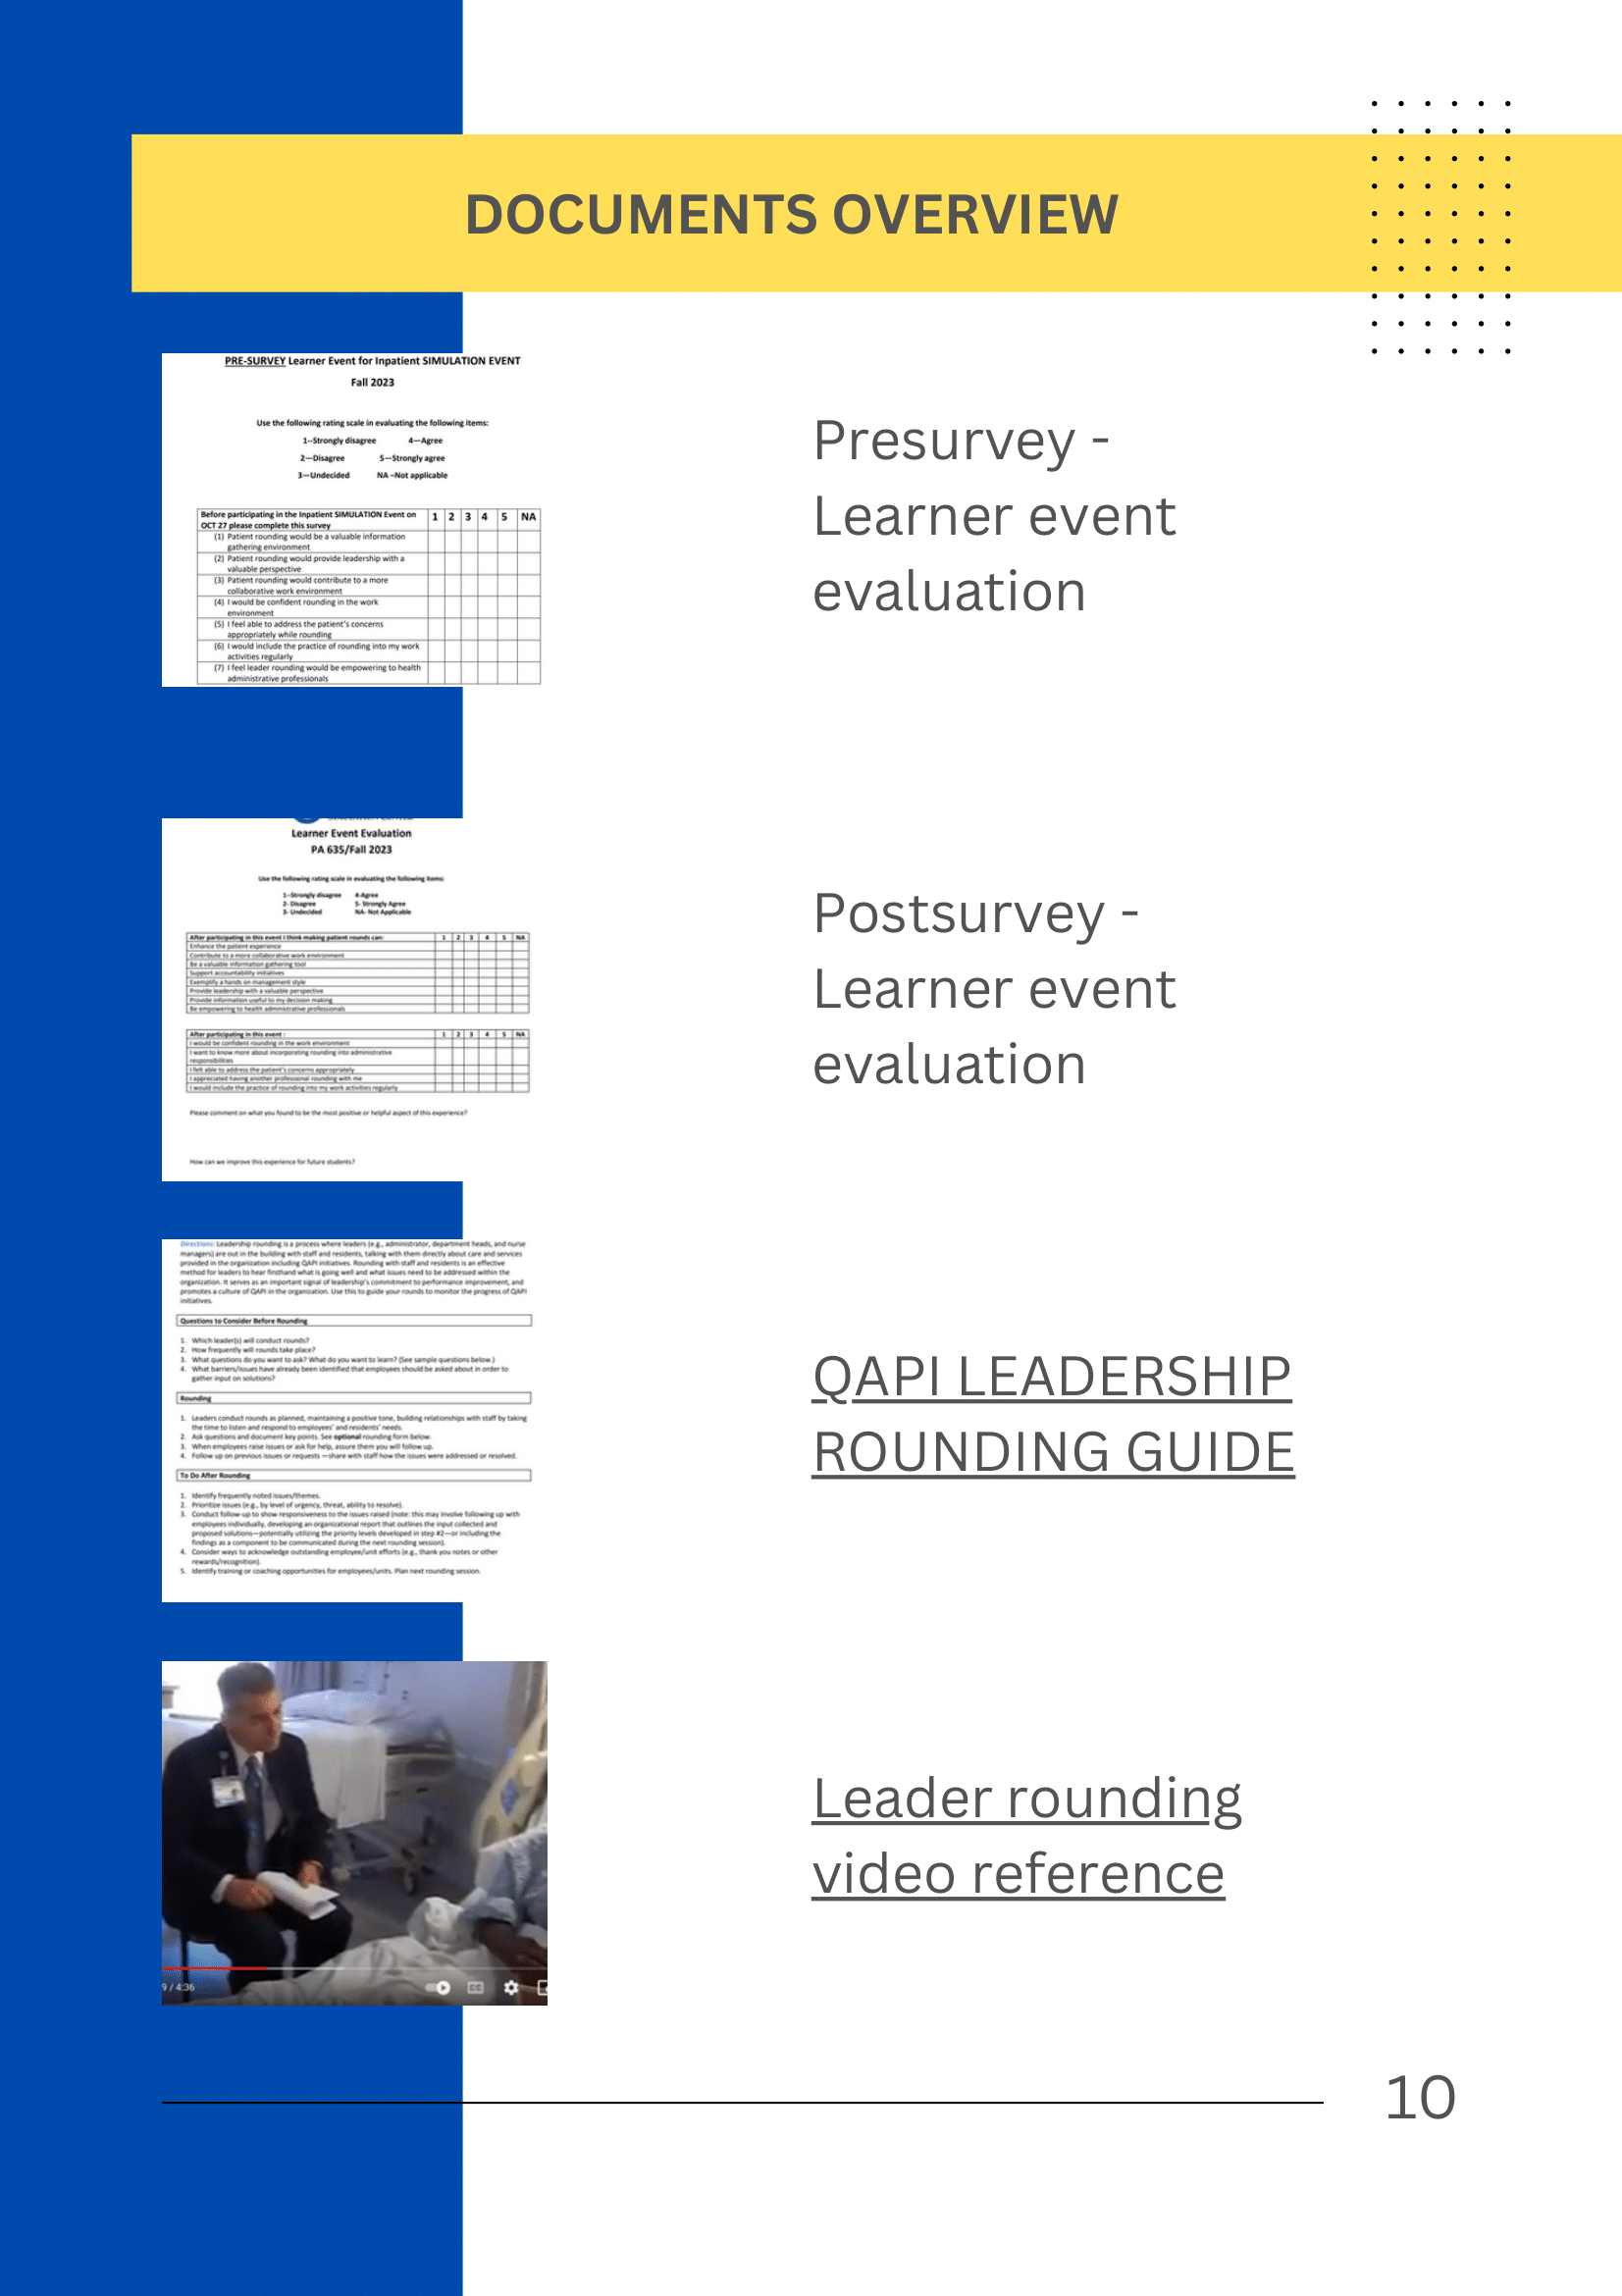 DOCUMENTS OVERVIEW
PRE-SURVEY Learner Event for Inpatient SIMULATION EVENT
Fall 2023
Use the following rating scale in evaluating the following items:
1--Strongly disagree 4—Agree
2—Disagree 5—Strongly agree
3—Undecided NA –Not applicable
Before participating in the Inpatient SIMULATION Event on 1 2 3 4 5 NA
OCT 27 please complete this survey
(1) Patient rounding would be a valuable information
gathering environment
(2) Patient rounding would provide leadership with a
valuable perspective
(3) Patient rounding would contribute to a more
collaborative work environment
(4) I would be confident rounding in the work
environment
(5) I feel able to address the patient's concerns
appropriately while rounding
(6) I would include the practice of rounding into my work
activities regularly
(7) I feel leader rounding would be empowering to health
administrative professionals
Presurvey -
Learner event
evaluation
Learner Event Evaluation
PA 635/Fall 2023
Use the following rating scale in evaluating the following items:
1--Strongly disagree 4-Agree
2- Disagree 5- Strongly Agree
3- Undecided NA- Not Applicable
After participating in this event I think making patient rounds can: 1 2 3 4 5 NA
Enhance the patient experience
Contribute to a more collaborative work environment
Be a valuable information gathering tool
Support accountability initiatives
Exemplify a hands on management style
Provide leadership with a valuable perspective
Provide information useful to my decision making
Be empowering to health administrative professionals
After participating in this event : 1 2 3 4 5 NA
I would be confident rounding in the work environment
I want to know more about incorporating rounding into administrative
responsibilities
I felt able to address the patient's concerns appropriately
I appreciated having another professional rounding with me
I would include the practice of rounding into my work activities regularly
Please comment on what you found to be the most positive or helpful aspect of this experience?
How can we improve this experience for future students?
Postsurvey -
Learner event
evaluation
Directions: Leadership rounding is a process where leaders (e.g., administrator, department heads, and nurse
managers) are out in the building with staff and residents, talking with them directly about care and services
provided in the organization including QAPI initiatives. Rounding with staff and residents is an effective
method for leaders to hear firsthand what is going well and what issues need to be addressed within the
organization. It serves as an important signal of leadership's commitment to performance improvement, and
promotes a culture of QAPI in the organization. Use this to guide your rounds to monitor the progress of QAPI
initiatives.
Questions to Consider Before Rounding
1. Which leader(s) will conduct rounds?
2. How frequently will rounds take place?
3. What questions do you want to ask? What do you want to learn? (See sample questions below.)
4. What barriers/issues have already been identified that employees should be asked about in order to
gather input on solutions?
Rounding
1. Leaders conduct rounds as planned, maintaining a positive tone, building relationships with staff by taking
the time to listen and respond to employees' and residents' needs.
2. Ask questions and document key points. See optional rounding form below.
3. When employees raise issues or ask for help, assure them you will follow up.
4. Follow up on previous issues or requests —share with staff how the issues were addressed or resolved.
To Do After Rounding
1. Identify frequently noted issues/themes.
2. Prioritize issues (e.g., by level of urgency, threat, ability to resolve).
3. Conduct follow-up to show responsiveness to the issues raised (note: this may involve following up with
employees individually, developing an organizational report that outlines the input collected and
proposed solutions—potentially utilizing the priority levels developed in step #2—or including the
findings as a component to be communicated during the next rounding session).
4. Consider ways to acknowledge outstanding employee/unit efforts (e.g., thank you notes or other
rewards/recognition).
5. Identify training or coaching opportunities for employees/units. Plan next rounding session.
QAPI LEADERSHIP
ROUNDING GUIDE
9 / 4:36
CC
Leader rounding
video reference
10